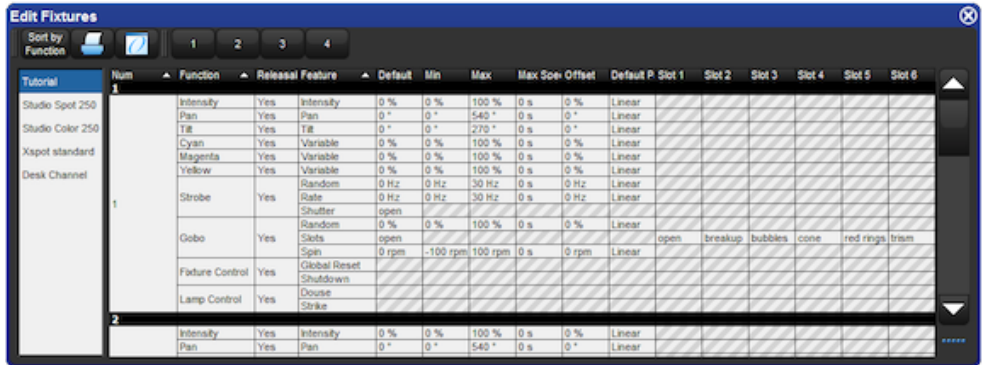 Edit Fixtures
Sort by
Function
1 2 3 4
Tutorial
Studio Spot 250
Studio Color 250
Xspot standard
Desk Channel
Num Function Releasal Feature Default Min Max Max Spe Offset Default P Slot 1 Slot 2 Slot 3 Slot 4 Slot 5 Slot 6
1
1
Intensity Yes Intensity 0 % 0 % 100 % 0 s 0 % Linear
Pan Yes Pan 0 ° 0 ° 540 ° 0 s 0 ° Linear
Tilt Yes Tilt 0 ° 0 ° 270 ° 0 s 0 ° Linear
Cyan Yes Variable 0 % 0 % 100 % 0 s 0 % Linear
Magenta Yes Variable 0 % 0 % 100 % 0 s 0 % Linear
Yellow Yes Variable 0 % 0 % 100 % 0 s 0 % Linear
Strobe Yes
Random 0 Hz 0 Hz 30 Hz 0 s 0 Hz Linear
Rate 0 Hz 0 Hz 30 Hz 0 s 0 Hz Linear
Shutter open
Gobo Yes
Random 0 % 0 % 100 % 0 s 0 % Linear
Slots open open breakup bubbles cone red rings trism
Spin 0 rpm -100 rpm 100 rpm 0 s 0 rpm Linear
Fixture Control Yes
Global Reset
Shutdown
Lamp Control Yes
Douse
Strike
2
Intensity Yes Intensity 0 % 0 % 100 % 0 s 0 % Linear
Pan Yes Pan 0 ° 0 ° 540 ° 0 s 0 ° Linear